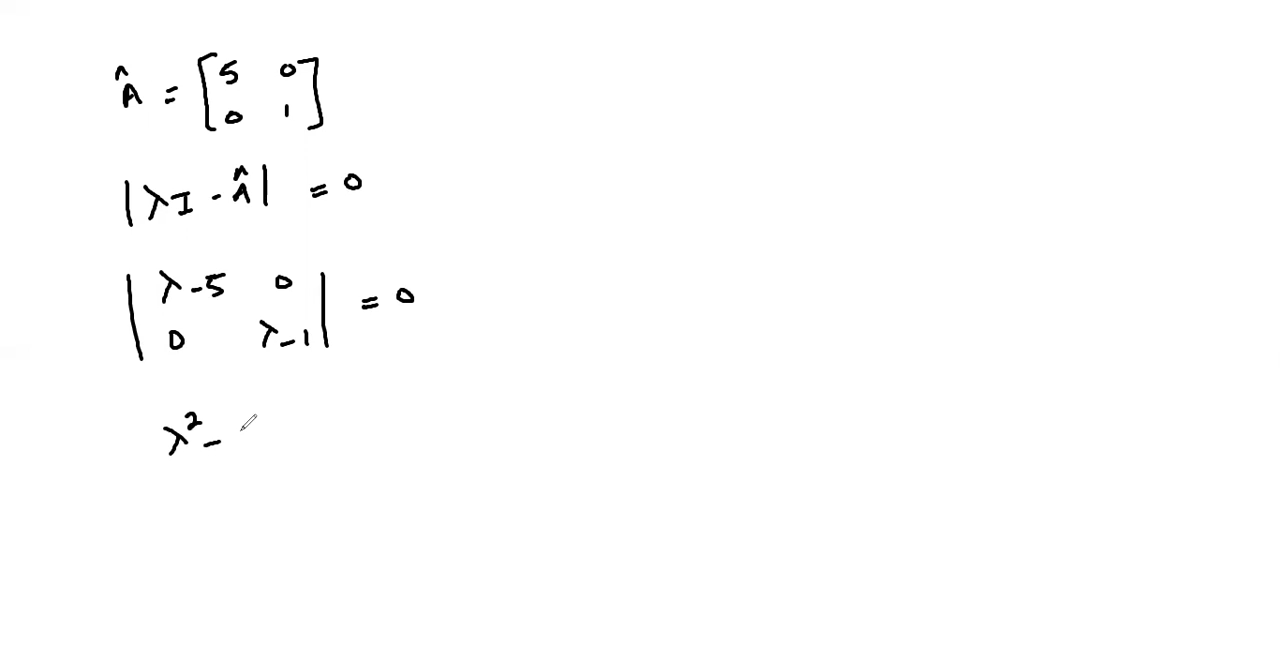 Â = [5 0
0 1]
|λI - Â| = 0
|λ-5 0
0 λ-1| = 0
λ² -